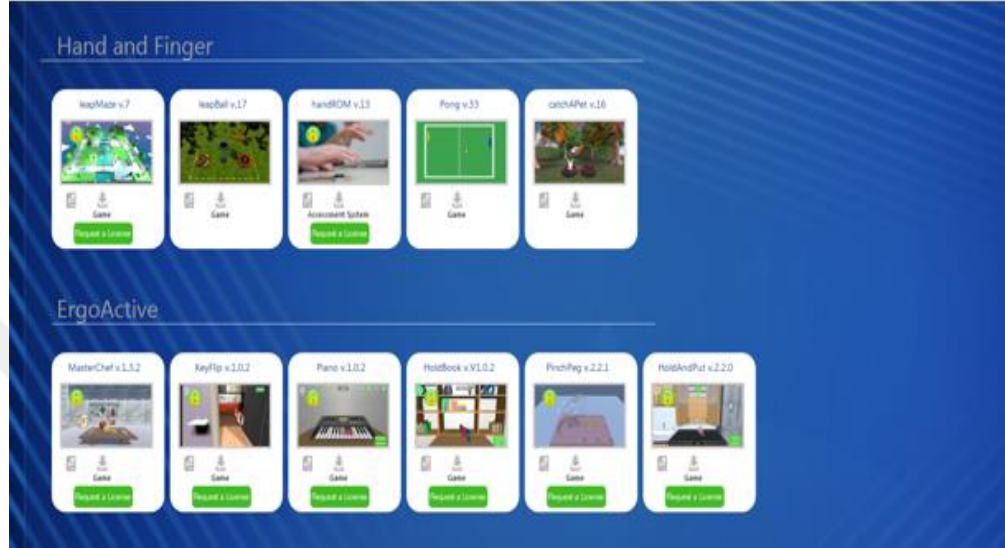 Hand and Finger
leapMaze v.7
Game
Request a License
leapBall v.17
Game
handROM v.13
Assessment System
Request a License
Pong v.33
Game
catchAPet v.16
Game
ErgoActive
MasterChef v.1.3.2
Game
Request a License
KeyFlip v.1.0.2
Game
Request a License
Piano v.1.0.2
Game
Request a License
HoldBook v.V1.0.2
Game
Request a License
PinchPeg v.2.2.1
Game
Request a License
HoldAndPut v.2.2.0
Game
Request a License